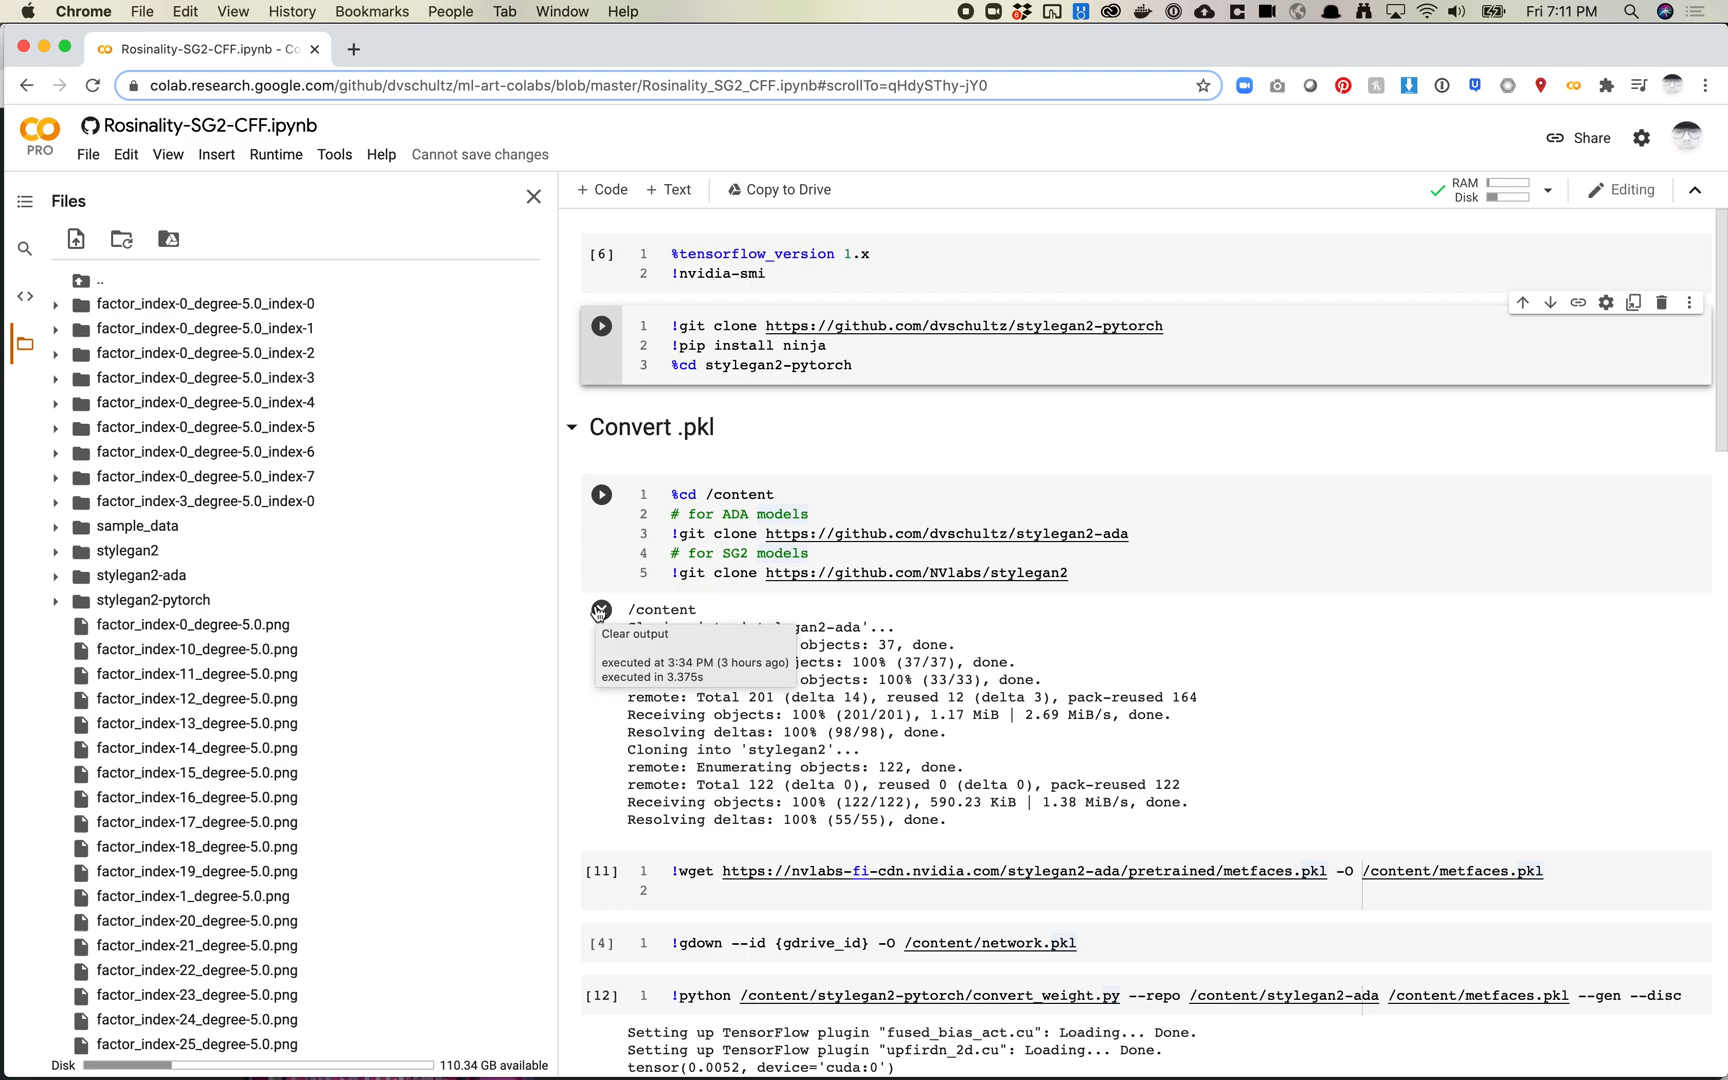 Chrome File Edit View History Bookmarks People Tab Window Help Fri 7:11 PM
Rosinality-SG2-CFF.ipynb - Co
colab.research.google.com/github/dvschultz/ml-art-colabs/blob/master/Rosinality_SG2_CFF.ipynb#scrollTo=qHdySThy-jY0
CO
PRO
Rosinality-SG2-CFF.ipynb
File Edit View Insert Runtime Tools Help Cannot save changes
Share
Files
+ Code + Text Copy to Drive
RAM
Disk
Editing
..
factor_index-0_degree-5.0_index-0
factor_index-0_degree-5.0_index-1
factor_index-0_degree-5.0_index-2
factor_index-0_degree-5.0_index-3
factor_index-0_degree-5.0_index-4
factor_index-0_degree-5.0_index-5
factor_index-0_degree-5.0_index-6
factor_index-0_degree-5.0_index-7
factor_index-3_degree-5.0_index-0
sample_data
stylegan2
stylegan2-ada
stylegan2-pytorch
factor_index-0_degree-5.0.png
factor_index-10_degree-5.0.png
factor_index-11_degree-5.0.png
factor_index-12_degree-5.0.png
factor_index-13_degree-5.0.png
factor_index-14_degree-5.0.png
factor_index-15_degree-5.0.png
factor_index-16_degree-5.0.png
factor_index-17_degree-5.0.png
factor_index-18_degree-5.0.png
factor_index-19_degree-5.0.png
factor_index-1_degree-5.0.png
factor_index-20_degree-5.0.png
factor_index-21_degree-5.0.png
factor_index-22_degree-5.0.png
factor_index-23_degree-5.0.png
factor_index-24_degree-5.0.png
factor_index-25_degree-5.0.png
Disk 110.34 GB available
[6] 1 %tensorflow_version 1.x
2 !nvidia-smi
1 !git clone https://github.com/dvschultz/stylegan2-pytorch
2 !pip install ninja
3 %cd stylegan2-pytorch
Convert .pkl
1 %cd /content
2 # for ADA models
3 !git clone https://github.com/dvschultz/stylegan2-ada
4 # for SG2 models
5 !git clone https://github.com/NVlabs/stylegan2
/content
gan2-ada'...
Clear output
objects: 37, done.
executed at 3:34 PM (3 hours ago)
jects: 100% (37/37), done.
executed in 3.375s
objects: 100% (33/33), done.
remote: Total 201 (delta 14), reused 12 (delta 3), pack-reused 164
Receiving objects: 100% (201/201), 1.17 MiB | 2.69 MiB/s, done.
Resolving deltas: 100% (98/98), done.
Cloning into 'stylegan2'...
remote: Enumerating objects: 122, done.
remote: Total 122 (delta 0), reused 0 (delta 0), pack-reused 122
Receiving objects: 100% (122/122), 590.23 KiB | 1.38 MiB/s, done.
Resolving deltas: 100% (55/55), done.
[11] 1 !wget https://nvlabs-fi-cdn.nvidia.com/stylegan2-ada/pretrained/metfaces.pkl -O /content/metfaces.pkl
2
[4] 1 !gdown --id {gdrive_id} -O /content/network.pkl
[12] 1 !python /content/stylegan2-pytorch/convert_weight.py --repo /content/stylegan2-ada /content/metfaces.pkl --gen --disc
Setting up TensorFlow plugin "fused_bias_act.cu": Loading... Done.
Setting up TensorFlow plugin "upfirdn_2d.cu": Loading... Done.
tensor(0.0052, device='cuda:0')